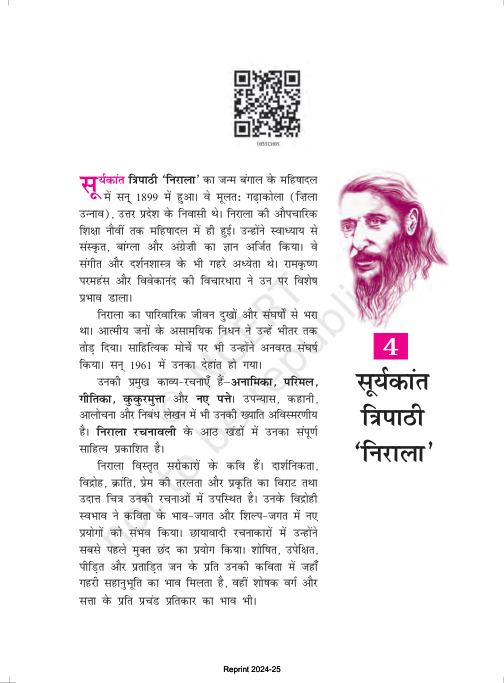 1055CH05
सूर्यकांत त्रिपाठी ‘निराला’ का जन्म बंगाल के महिषादल
में सन् 1899 में हुआ। वे मूलतः गढ़ाकोला (ज़िला
उन्नाव), उत्तर प्रदेश के निवासी थे। निराला की औपचारिक
शिक्षा नौवीं तक महिषादल में ही हुई। उन्होंने स्वाध्याय से
संस्कृत, बांग्ला और अंग्रेज़ी का ज्ञान अर्जित किया। वे
संगीत और दर्शनशास्त्र के भी गहरे अध्येता थे। रामकृष्ण
परमहंस और विवेकानंद की विचारधारा ने उन पर विशेष
प्रभाव डाला।
निराला का पारिवारिक जीवन दुखों और संघर्षों से भरा
था। आत्मीय जनों के असामयिक निधन ने उन्हें भीतर तक
तोड़ दिया। साहित्यिक मोर्चे पर भी उन्होंने अनवरत संघर्ष
किया। सन् 1961 में उनका देहांत हो गया।
उनकी प्रमुख काव्य-रचनाएँ हैं–अनामिका, परिमल,
गीतिका, कुकुरमुत्ता और नए पत्ते। उपन्यास, कहानी,
आलोचना और निबंध लेखन में भी उनकी ख्याति अविस्मरणीय
है। निराला रचनावली के आठ खंडों में उनका संपूर्ण
साहित्य प्रकाशित है।
निराला विस्तृत सरोकारों के कवि हैं। दार्शनिकता,
विद्रोह, क्रांति, प्रेम की तरलता और प्रकृति का विराट तथा
उदात्त चित्र उनकी रचनाओं में उपस्थित है। उनके विद्रोही
स्वभाव ने कविता के भाव-जगत और शिल्प-जगत में नए
प्रयोगों को संभव किया। छायावादी रचनाकारों में उन्होंने
सबसे पहले मुक्त छंद का प्रयोग किया। शोषित, उपेक्षित,
पीड़ित और प्रताड़ित जन के प्रति उनकी कविता में जहाँ
गहरी सहानुभूति का भाव मिलता है, वहीं शोषक वर्ग और
सत्ता के प्रति प्रचंड प्रतिकार का भाव भी।
4
सूर्यकांत
त्रिपाठी
‘निराला’
Reprint 2024-25